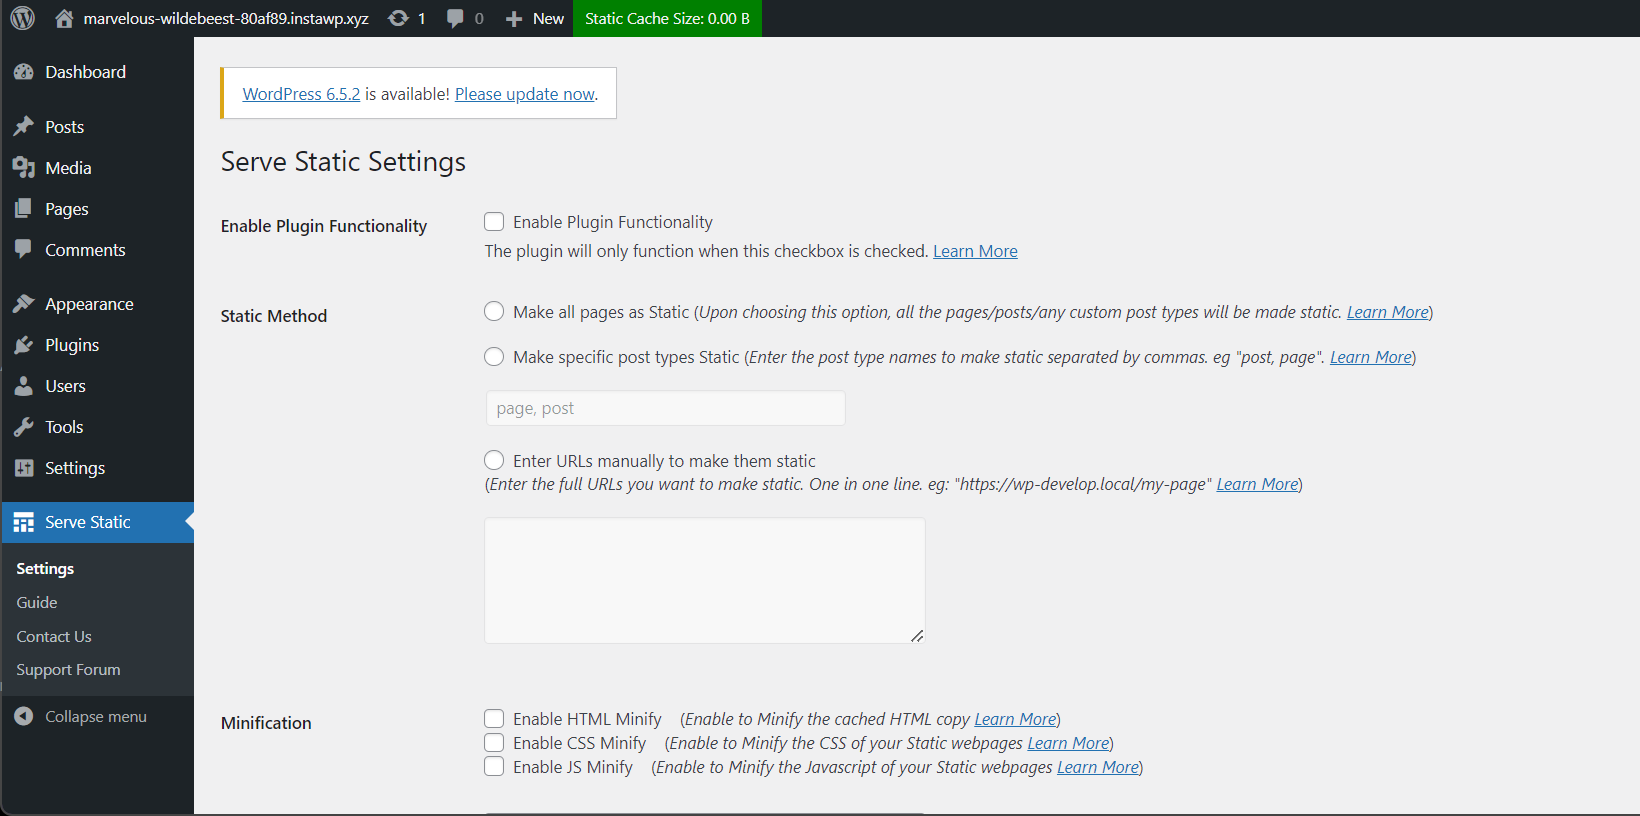 marvelous-wildebeest-80af89.instawp.xyz 1 0 New Static Cache Size: 0.00 B
Dashboard
Posts
Media
Pages
Comments
Appearance
Plugins
Users
Tools
Settings
Serve Static
Settings
Guide
Contact Us
Support Forum
Collapse menu
WordPress 6.5.2 is available! Please update now.
Serve Static Settings
Enable Plugin Functionality
Enable Plugin Functionality
The plugin will only function when this checkbox is checked. Learn More
Static Method
Make all pages as Static (Upon choosing this option, all the pages/posts/any custom post types will be made static. Learn More)
Make specific post types Static (Enter the post type names to make static separated by commas. eg "post, page". Learn More)
page, post
Enter URLs manually to make them static
(Enter the full URLs you want to make static. One in one line. eg: "https://wp-develop.local/my-page" Learn More)
Minification
Enable HTML Minify (Enable to Minify the cached HTML copy Learn More)
Enable CSS Minify (Enable to Minify the CSS of your Static webpages Learn More)
Enable JS Minify (Enable to Minify the Javascript of your Static webpages Learn More)